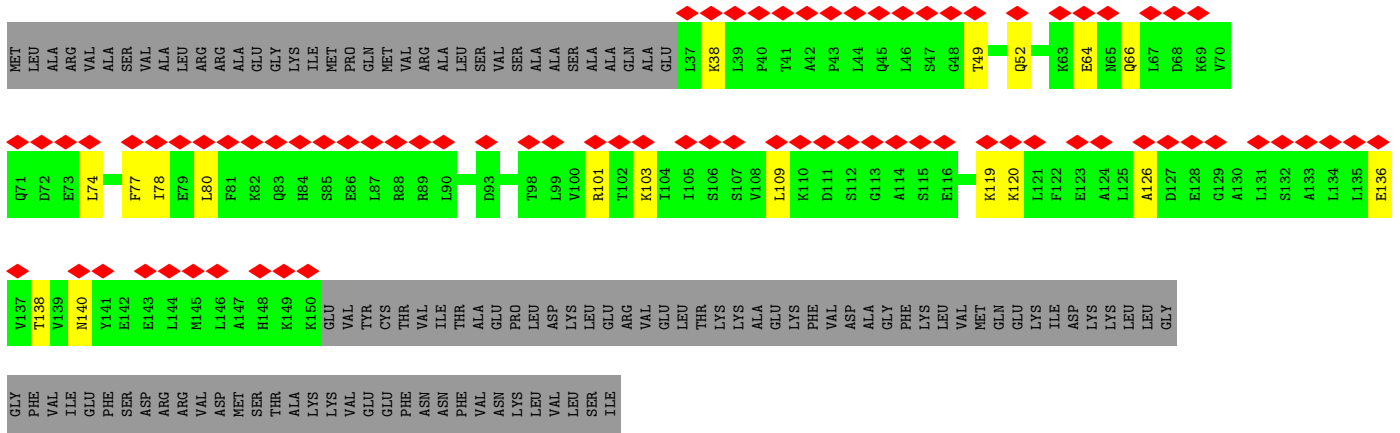 MET LEU ALA ARG VAL ALA SER VAL ALA LEU ARG ARG ALA GLU GLY LYS ILE MET PRO GLN MET VAL ARG ALA LEU SER VAL SER ALA ALA SER ALA ALA GLN ALA GLU L37 K38 L39 P40 T41 A42 P43 L44 Q45 L46 S47 G48 T49 Q52 K63 E64 N65 Q66 L67 D68 K69 V70
Q71 D72 E73 L74 F77 I78 E79 L80 F81 K82 Q83 H84 S85 E86 L87 R88 R89 L90 D93 T98 L99 V100 R101 T102 K103 I104 I105 S106 S107 V108 L109 K110 D111 S112 G113 A114 S115 E116 K119 K120 L121 F122 E123 A124 L125 A126 D127 E128 G129 A130 L131 S132 A133 L134 L135 E136
V137 T138 V139 N140 Y141 E142 E143 L144 M145 L146 A147 H148 K149 K150 GLU VAL TYR CYS THR VAL ILE THR ALA GLU PRO LEU ASP LYS LEU GLU ARG VAL GLU LEU THR LYS LYS ALA GLU LYS PHE VAL ASP ALA GLY PHE LYS LEU VAL MET GLN GLU LYS ILE ASP LYS LYS LEU LEU GLY
GLY PHE VAL ILE GLU PHE SER ASP ARG ARG VAL ASP MET SER THR ALA LYS LYS VAL GLU GLU PHE ASN ASN PHE VAL ASN LYS LEU VAL LEU SER ILE